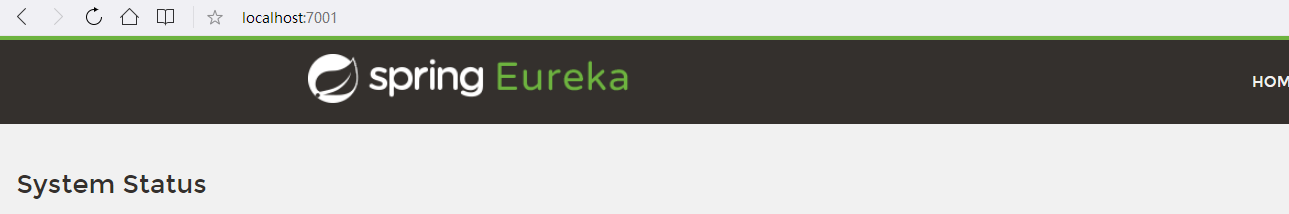 localhost:7001
spring Eureka
HOM
System Status